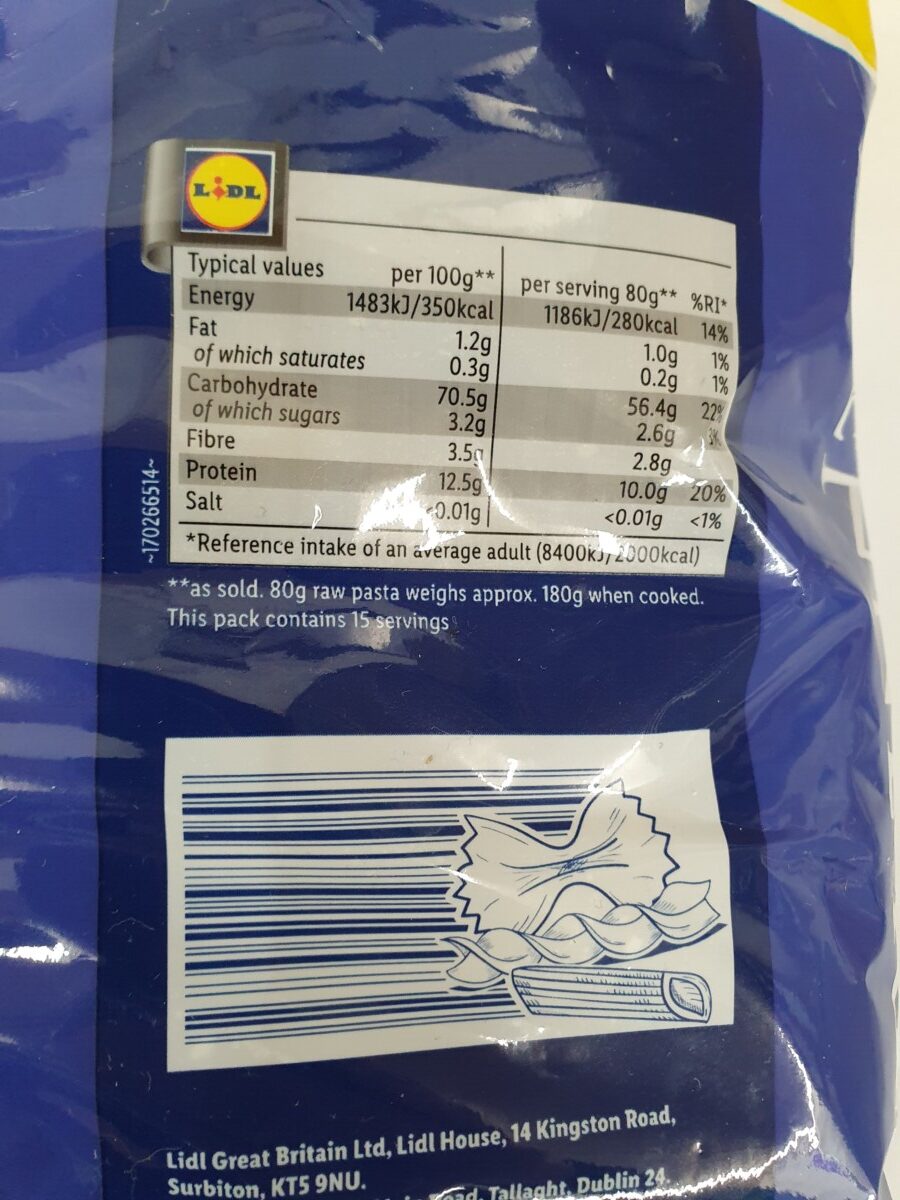 LIDL
Typical values per 100g** per serving 80g** %RI*
Energy 1483kJ/350kcal 1186kJ/280kcal 14%
Fat 1.2g 1.0g 1%
of which saturates 0.3g 0.2g 1%
Carbohydrate 70.5g 56.4g 22%
of which sugars 3.2g 2.6g
Fibre 3.5g 2.8g
Protein 12.5g 10.0g 20%
Salt <0.01g <0.01g <1%
*Reference intake of an average adult (8400kJ/2000kcal)
~170266514~
**as sold. 80g raw pasta weighs approx. 180g when cooked.
This pack contains 15 servings
Lidl Great Britain Ltd, Lidl House, 14 Kingston Road,
Surbiton, KT5 9NU.
Tallaght, Dublin 24